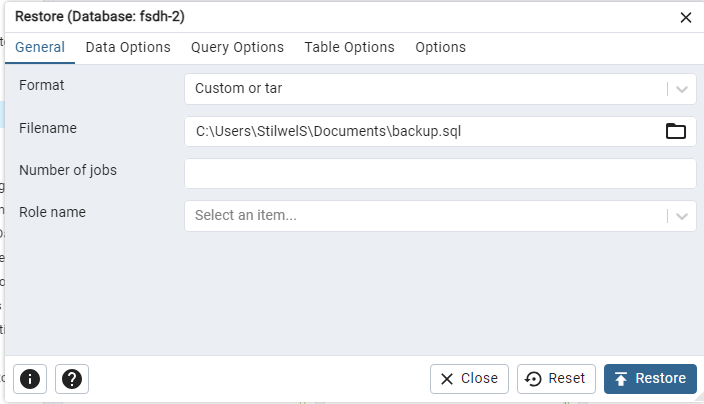 Restore (Database: fsdh-2)
General Data Options Query Options Table Options Options
Format Custom or tar
Filename C:\Users\StilwelS\Documents\backup.sql
Number of jobs
Role name Select an item...
Close Reset Restore